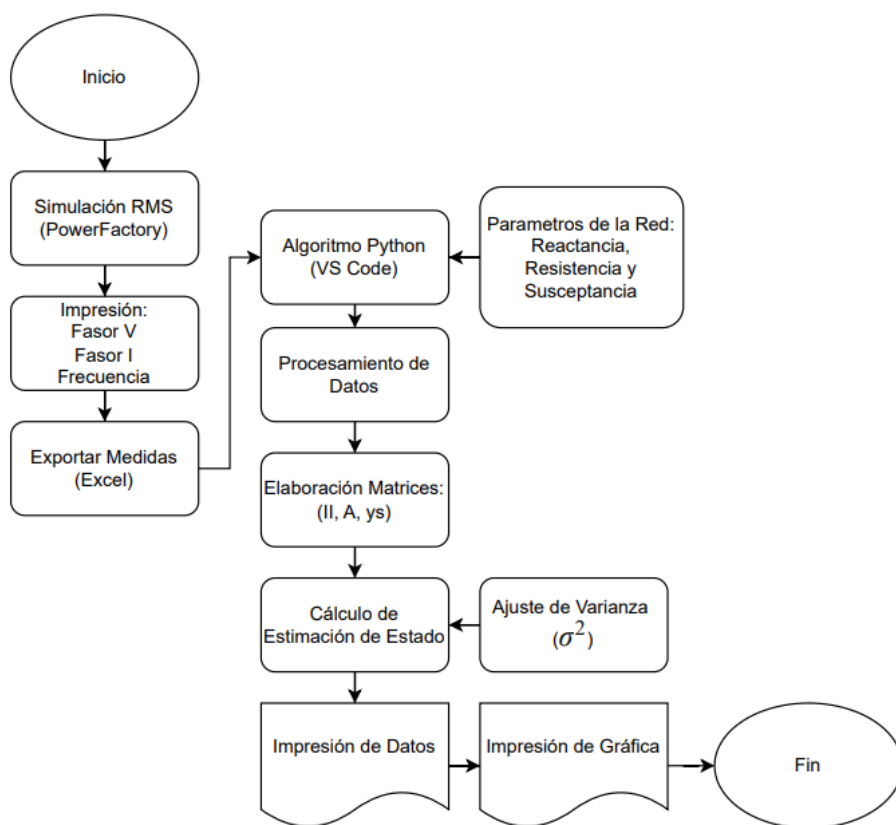 Inicio
Simulación RMS
(PowerFactory)
Impresión:
Fasor V
Fasor I
Frecuencia
Exportar Medidas
(Excel)
Algoritmo Python
(VS Code)
Parametros de la Red:
Reactancia,
Resistencia y
Susceptancia
Procesamiento de
Datos
Elaboración Matrices:
(II, A, ys)
Cálculo de
Estimación de Estado
Ajuste de Varianza
(σ²)
Impresión de Datos
Impresión de Gráfica
Fin